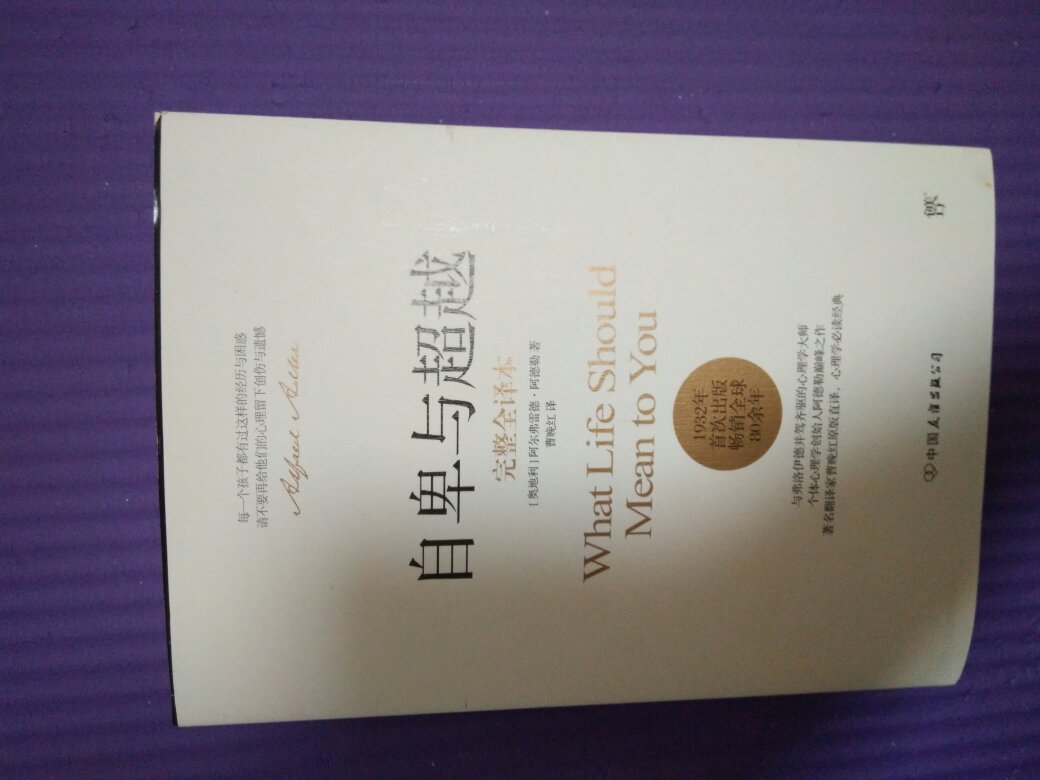 每一个孩子都有过这样的经历与困惑
请不要再给他们的心理留下创伤与遗憾
Alfred Adler
自卑与超越
完整全译本
[ 奥地利 ] 阿尔弗雷德·阿德勒 著
曹晚红 译
What Life Should
Mean to You
1932年
首次出版
畅销全球
80余年
与弗洛伊德并驾齐驱的心理学大师
个体心理学创始人阿德勒巅峰之作
著名翻译家曹晚红原版直译，心理学必读经典
中国友谊出版公司